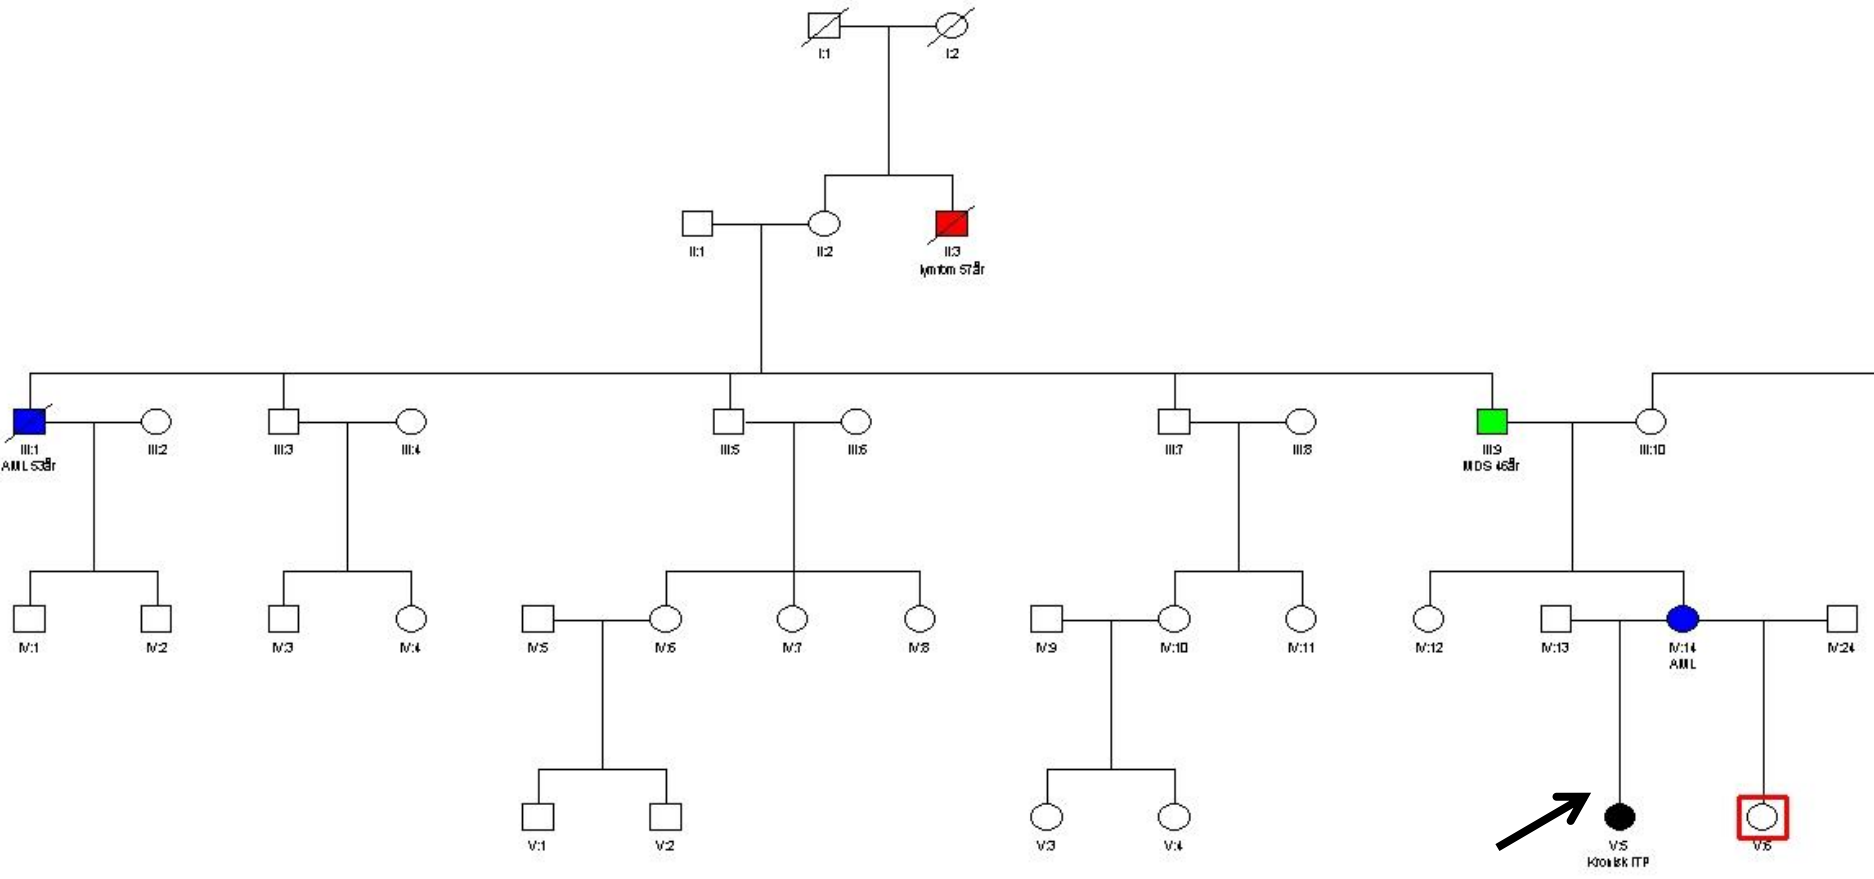 I:1 I:2
II:1 II:2 II:3
lymfom 57år
III:1 III:2 III:3 III:4 III:5 III:6 III:7 III:8 III:9 III:10
AML 53år MDS 46år
IV:1 IV:2 IV:3 IV:4 IV:5 IV:6 IV:7 IV:8 IV:9 IV:10 IV:11 IV:12 IV:13 IV:14 IV:24
AML
V:1 V:2 V:3 V:4 V:5 V:6
Kronisk ITP